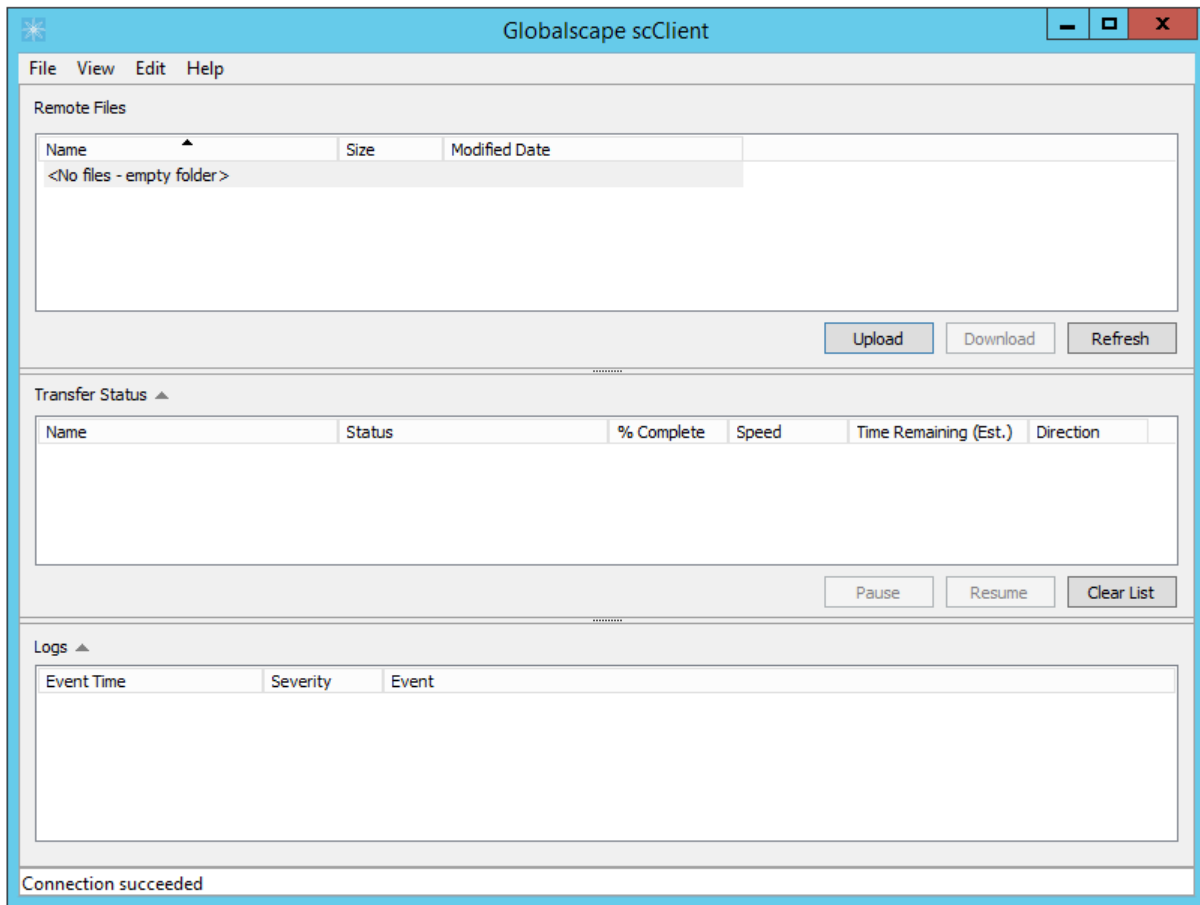 Globalscape scClient
File View Edit Help
Remote Files
Name Size Modified Date
<No files - empty folder>
Upload Download Refresh
Transfer Status
Name Status % Complete Speed Time Remaining (Est.) Direction
Pause Resume Clear List
Logs
Event Time Severity Event
Connection succeeded